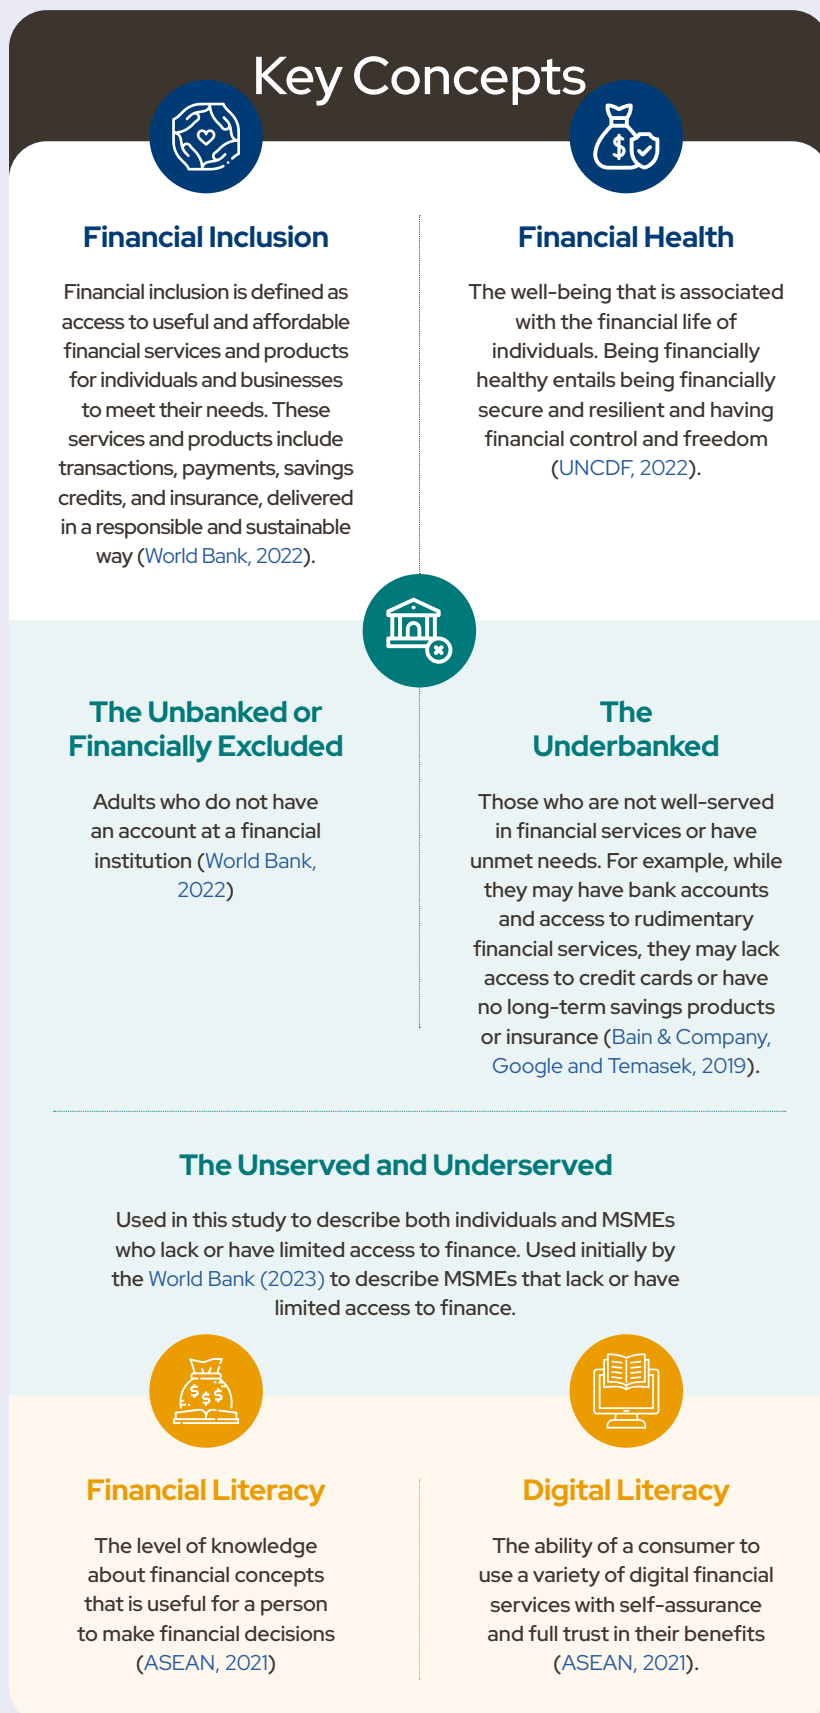 Key Concepts
Financial Inclusion
Financial inclusion is defined as
access to useful and affordable
financial services and products
for individuals and businesses
to meet their needs. These
services and products include
transactions, payments, savings
credits, and insurance, delivered
in a responsible and sustainable
way (World Bank, 2022).
Financial Health
The well-being that is associated
with the financial life of
individuals. Being financially
healthy entails being financially
secure and resilient and having
financial control and freedom
(UNCDF, 2022).
The Unbanked or
Financially Excluded
Adults who do not have
an account at a financial
institution (World Bank,
2022)
The
Underbanked
Those who are not well-served
in financial services or have
unmet needs. For example, while
they may have bank accounts
and access to rudimentary
financial services, they may lack
access to credit cards or have
no long-term savings products
or insurance (Bain & Company,
Google and Temasek, 2019).
The Unserved and Underserved
Used in this study to describe both individuals and MSMEs
who lack or have limited access to finance. Used initially by
the World Bank (2023) to describe MSMEs that lack or have
limited access to finance.
Financial Literacy
The level of knowledge
about financial concepts
that is useful for a person
to make financial decisions
(ASEAN, 2021)
Digital Literacy
The ability of a consumer to
use a variety of digital financial
services with self-assurance
and full trust in their benefits
(ASEAN, 2021).